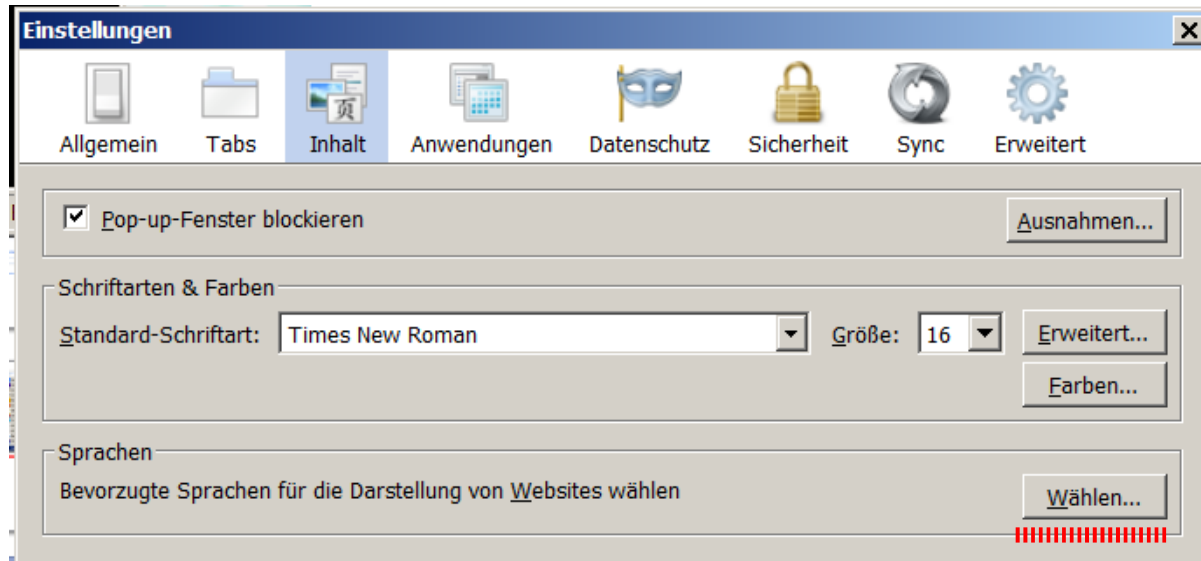 Einstellungen
Allgemein Tabs Inhalt Anwendungen Datenschutz Sicherheit Sync Erweitert
Pop-up-Fenster blockieren Ausnahmen...
Schriftarten & Farben
Standard-Schriftart: Times New Roman Größe: 16 Erweitert...
Farben...
Sprachen
Bevorzugte Sprachen für die Darstellung von Websites wählen Wählen...